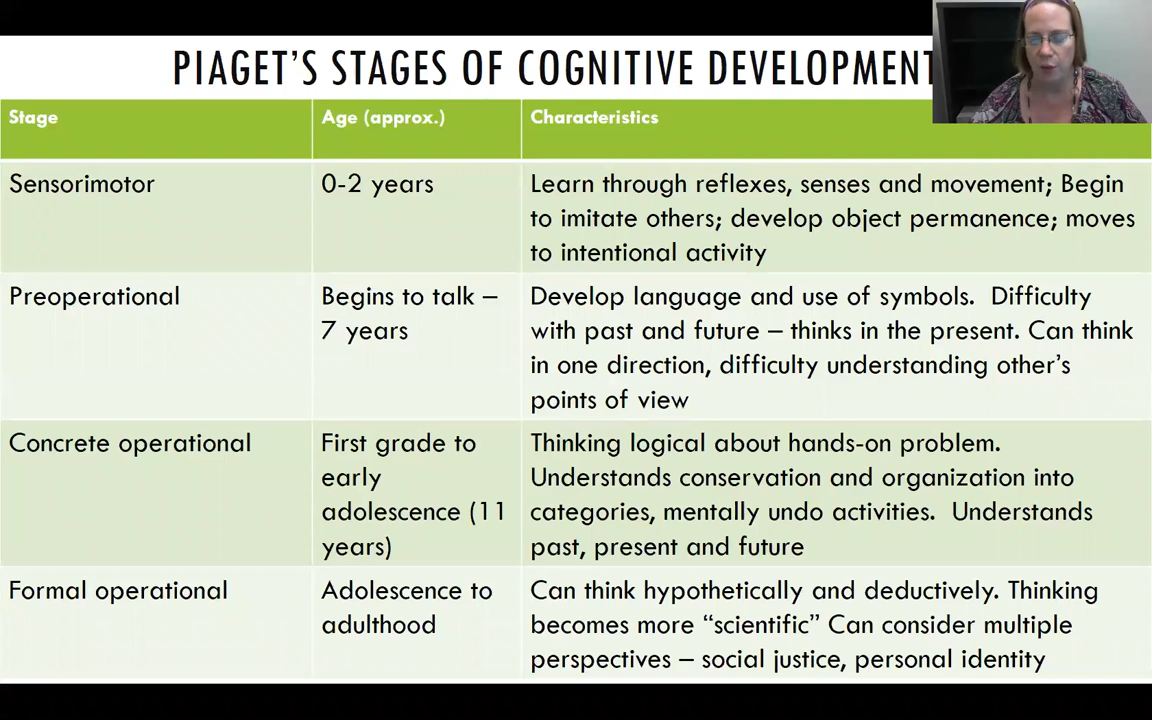 PIAGET'S STAGES OF COGNITIVE DEVELOPMENT
Stage
Age (approx.)
Characteristics
Sensorimotor
0-2 years
Learn through reflexes, senses and movement; Begin
to imitate others; develop object permanence; moves
to intentional activity
Preoperational
Begins to talk –
7 years
Develop language and use of symbols.  Difficulty
with past and future – thinks in the present. Can think
in one direction, difficulty understanding other's
points of view
Concrete operational
First grade to
early
adolescence (11
years)
Thinking logical about hands-on problem.
Understands conservation and organization into
categories, mentally undo activities.  Understands
past, present and future
Formal operational
Adolescence to
adulthood
Can think hypothetically and deductively. Thinking
becomes more “scientific” Can consider multiple
perspectives – social justice, personal identity